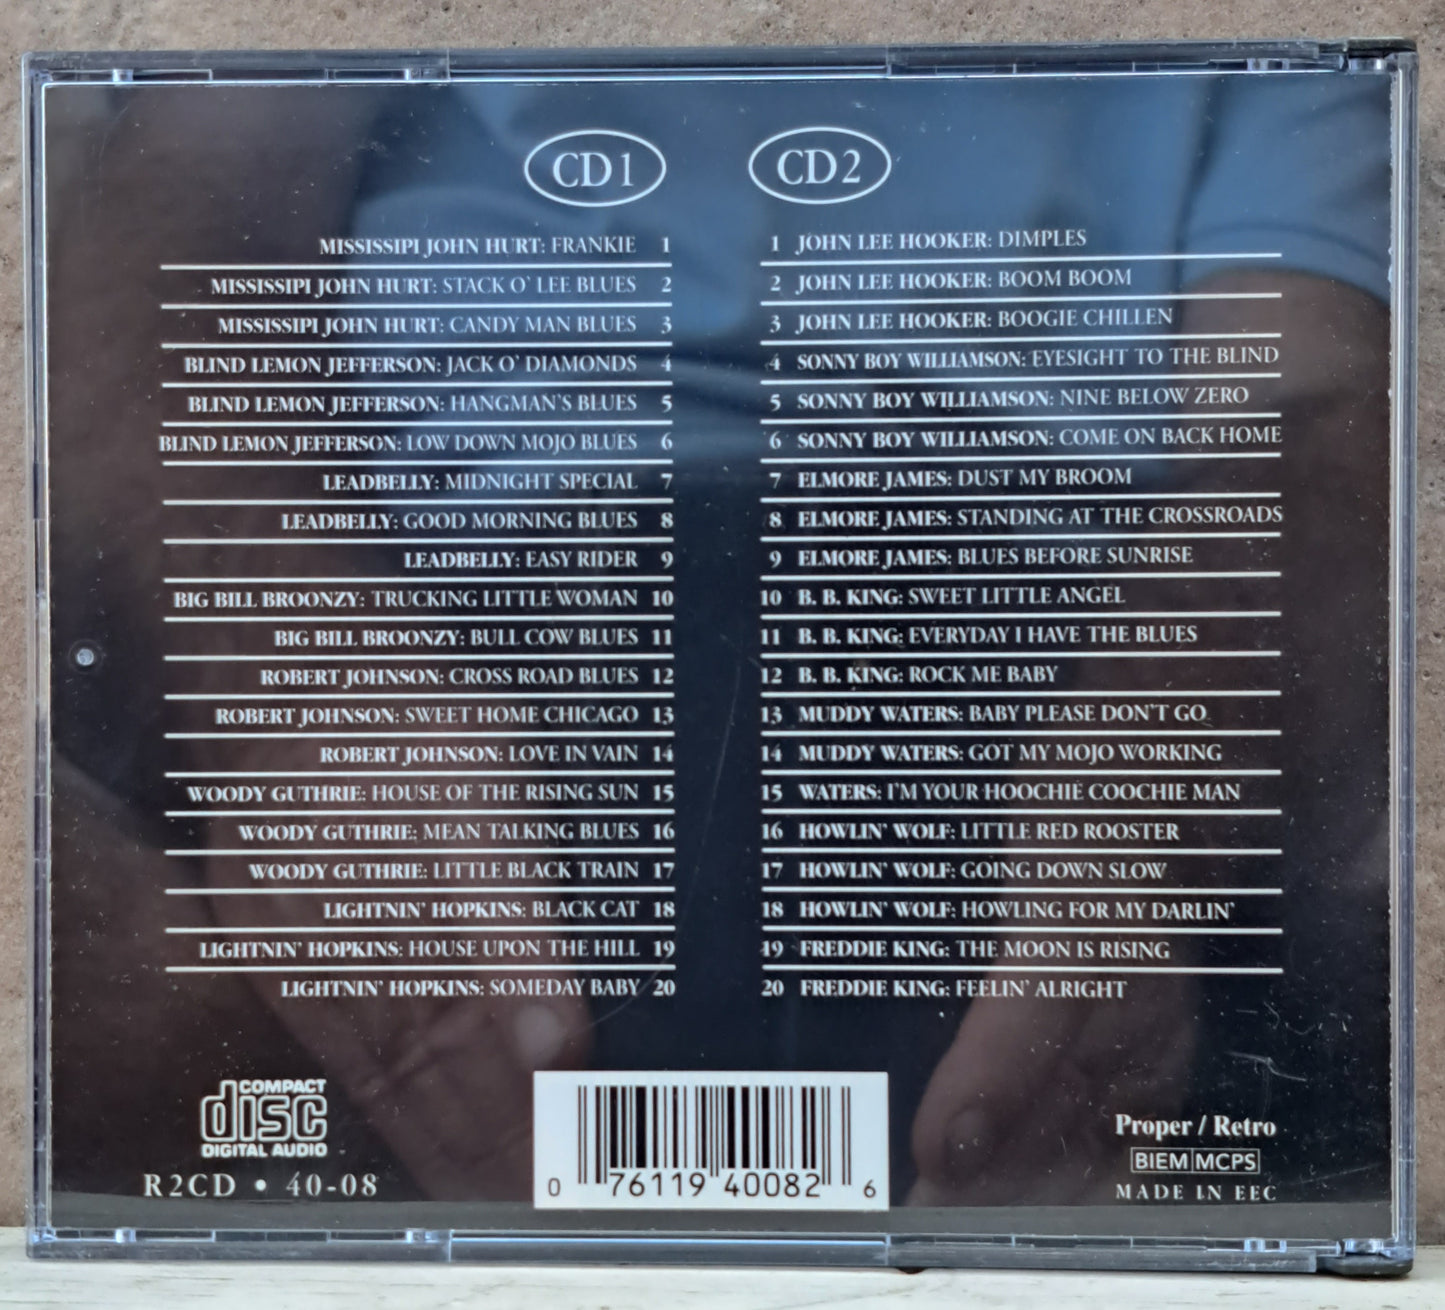 CD 1
MISSISSIPI JOHN HURT: FRANKIE 1
MISSISSIPI JOHN HURT: STACK O' LEE BLUES 2
MISSISSIPI JOHN HURT: CANDY MAN BLUES 3
BLIND LEMON JEFFERSON: JACK O' DIAMONDS 4
BLIND LEMON JEFFERSON: HANGMAN'S BLUES 5
BLIND LEMON JEFFERSON: LOW DOWN MOJO BLUES 6
LEADBELLY: MIDNIGHT SPECIAL 7
LEADBELLY: GOOD MORNING BLUES 8
LEADBELLY: EASY RIDER 9
BIG BILL BROONZY: TRUCKING LITTLE WOMAN 10
BIG BILL BROONZY: BULL COW BLUES 11
ROBERT JOHNSON: CROSS ROAD BLUES 12
ROBERT JOHNSON: SWEET HOME CHICAGO 13
ROBERT JOHNSON: LOVE IN VAIN 14
WOODY GUTHRIE: HOUSE OF THE RISING SUN 15
WOODY GUTHRIE: MEAN TALKING BLUES 16
WOODY GUTHRIE: LITTLE BLACK TRAIN 17
LIGHTNIN' HOPKINS: BLACK CAT 18
LIGHTNIN' HOPKINS: HOUSE UPON THE HILL 19
LIGHTNIN' HOPKINS: SOMEDAY BABY 20
CD 2
1 JOHN LEE HOOKER: DIMPLES
2 JOHN LEE HOOKER: BOOM BOOM
3 JOHN LEE HOOKER: BOOGIE CHILLEN
4 SONNY BOY WILLIAMSON: EYESIGHT TO THE BLIND
5 SONNY BOY WILLIAMSON: NINE BELOW ZERO
6 SONNY BOY WILLIAMSON: COME ON BACK HOME
7 ELMORE JAMES: DUST MY BROOM
8 ELMORE JAMES: STANDING AT THE CROSSROADS
9 ELMORE JAMES: BLUES BEFORE SUNRISE
10 B. B. KING: SWEET LITTLE ANGEL
11 B. B. KING: EVERYDAY I HAVE THE BLUES
12 B. B. KING: ROCK ME BABY
13 MUDDY WATERS: BABY PLEASE DON'T GO
14 MUDDY WATERS: GOT MY MOJO WORKING
15 WATERS: I'M YOUR HOOCHIE COOCHIE MAN
16 HOWLIN' WOLF: LITTLE RED ROOSTER
17 HOWLIN' WOLF: GOING DOWN SLOW
18 HOWLIN' WOLF: HOWLING FOR MY DARLIN'
19 FREDDIE KING: THE MOON IS RISING
20 FREDDIE KING: FEELIN' ALRIGHT
COMPACT
disc
DIGITAL AUDIO
R2CD • 40-08
0 76119 40082 6
Proper / Retro
BIEM MCPS
MADE IN EEC